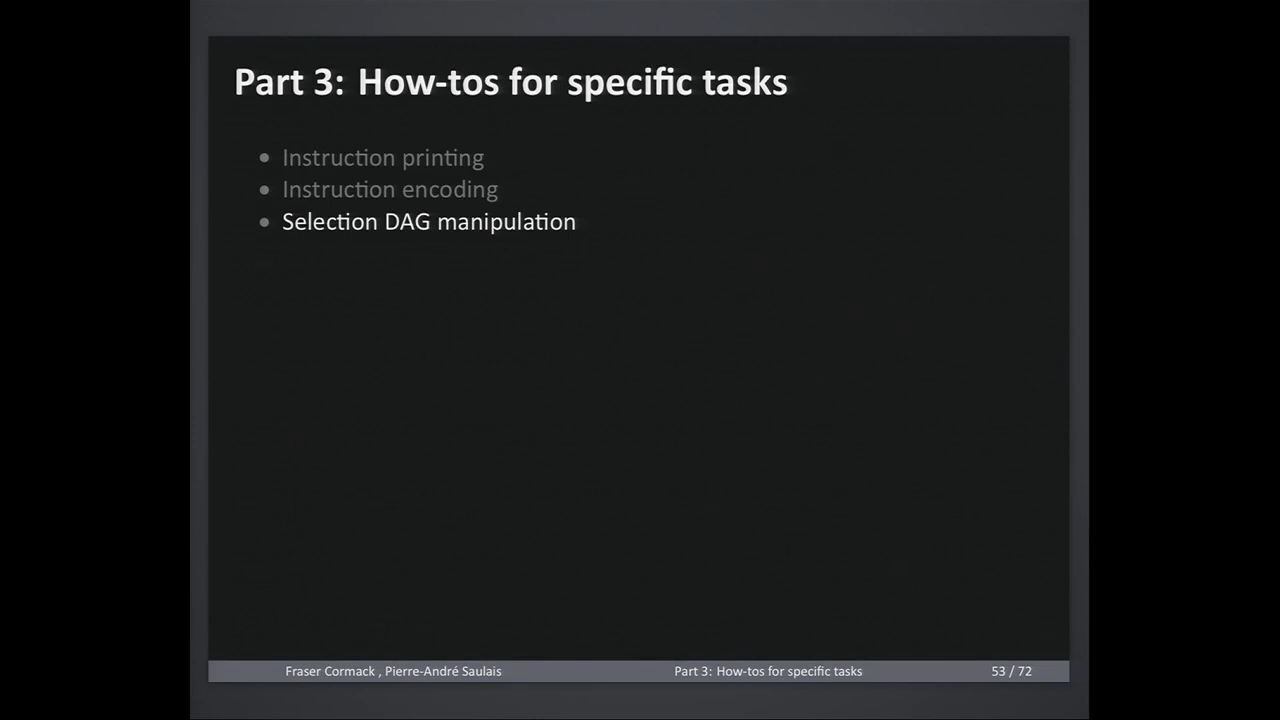 Part 3: How-tos for specific tasks
• Instruction printing
• Instruction encoding
• Selection DAG manipulation
Fraser Cormack , Pierre-André Saulais Part 3: How-tos for specific tasks 53 / 72